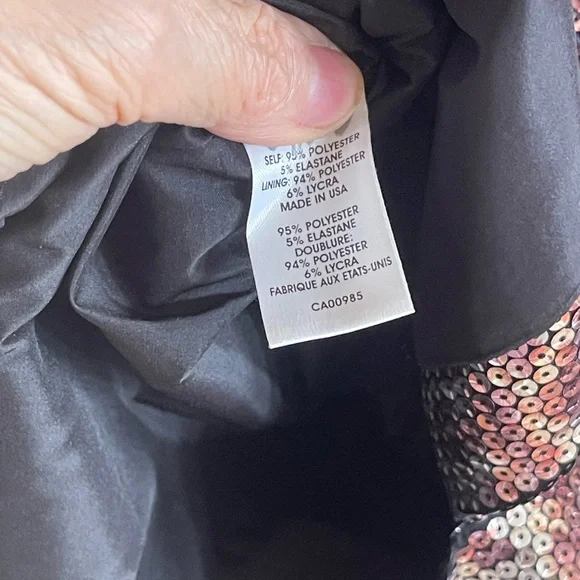 SELF: 95% POLYESTER
5% ELASTANE
LINING: 94% POLYESTER
6% LYCRA
MADE IN USA
95% POLYESTER
5% ELASTANE
DOUBLURE:
94% POLYESTER
6% LYCRA
FABRIQUE AUX ETATS-UNIS
CA00985